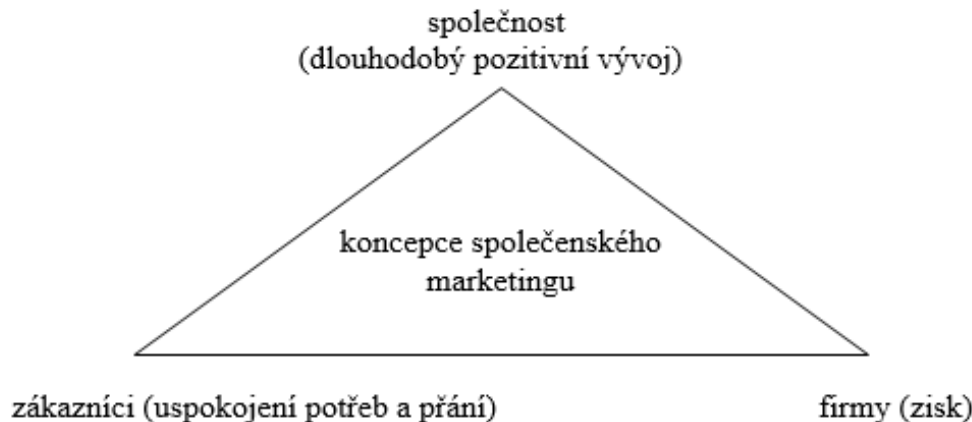 společnost
(dlouhodobý pozitivní vývoj)
koncepce společenského
marketingu
zákazníci (uspokojení potřeb a přání)
firmy (zisk)